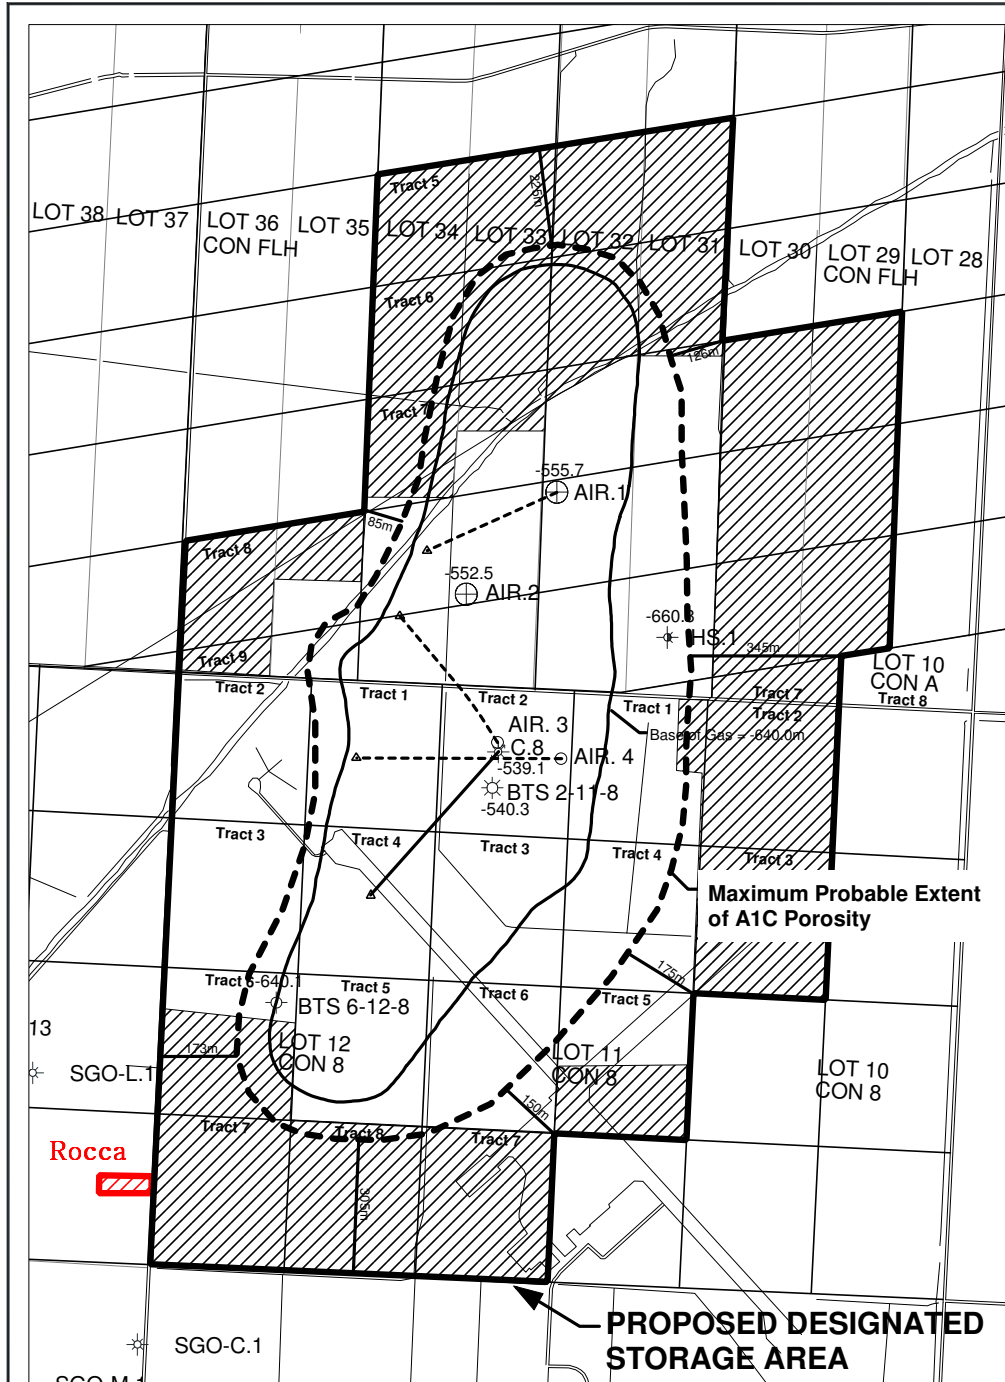 Tract 5
225m
LOT 38
LOT 37
LOT 36
CON FLH
LOT 35
LOT 34
LOT 33
LOT 32
LOT 31
LOT 30
LOT 29
CON FLH
LOT 28
Tract 6
126m
Tract 7
-555.7
AIR.1
85m
Tract 8
-552.5
AIR.2
-660.8
HS.1
345m
Tract 9
LOT 10
CON A
Tract 8
Tract 2
Tract 1
Tract 2
Tract 1
Tract 7
Tract 2
Base of Gas = -640.0m
AIR. 3
C.8
-539.1
AIR. 4
BTS 2-11-8
-540.3
Tract 3
Tract 4
Tract 3
Tract 4
Tract 3
Maximum Probable Extent
of A1C Porosity
175m
Tract 6
-640.1
Tract 5
Tract 6
Tract 5
BTS 6-12-8
13
173m
LOT 12
CON 8
LOT 11
CON 8
LOT 10
CON 8
SGO-L.1
150m
Tract 7
Tract 8
Tract 7
Rocca
305m
PROPOSED DESIGNATED
STORAGE AREA
SGO-C.1
SGO-M.1